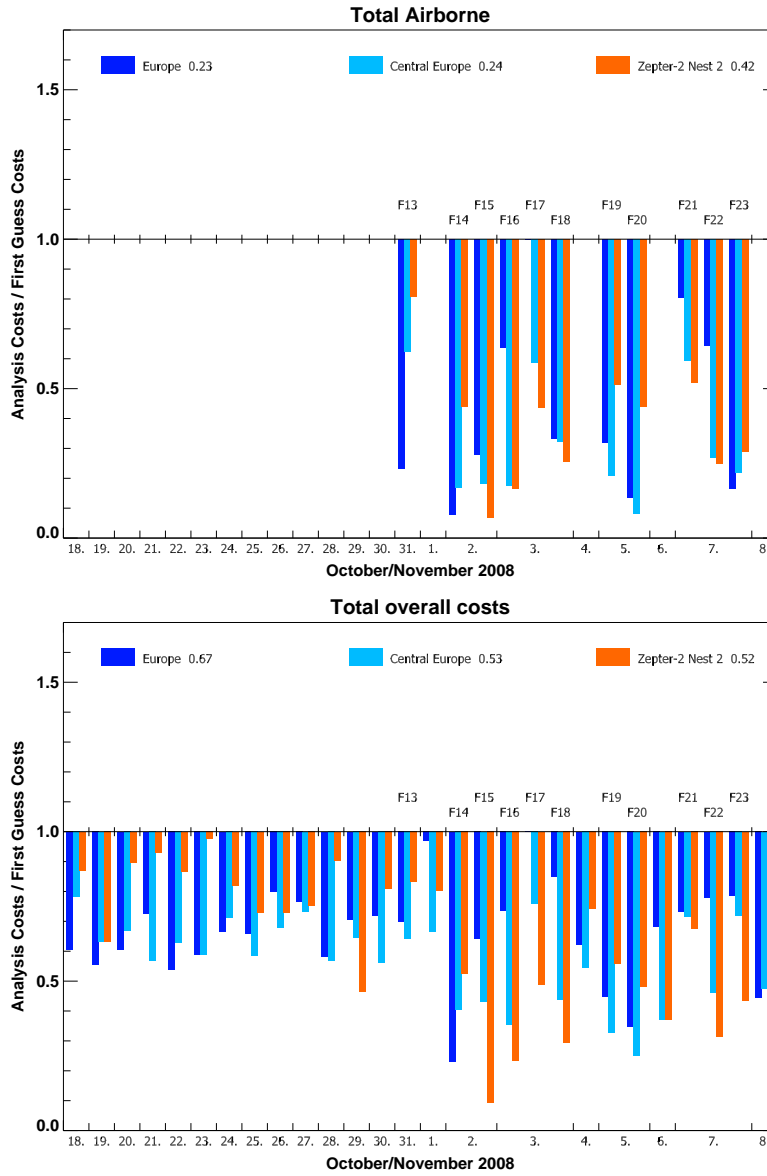 Total Airborne
Europe 0.23
Central Europe 0.24
Zepter-2 Nest 2 0.42
Analysis Costs / First Guess Costs
1.5
1.0
0.5
0.0
F13 F15 F17 F19 F21 F23
F14 F16 F18 F20 F22
18. 19. 20. 21. 22. 23. 24. 25. 26. 27. 28. 29. 30. 31. 1. 2. 3. 4. 5. 6. 7. 8
October/November 2008
Total overall costs
Europe 0.67
Central Europe 0.53
Zepter-2 Nest 2 0.52
Analysis Costs / First Guess Costs
1.5
1.0
0.5
0.0
F13 F15 F17 F19 F21 F23
F14 F16 F18 F20 F22
18. 19. 20. 21. 22. 23. 24. 25. 26. 27. 28. 29. 30. 31. 1. 2. 3. 4. 5. 6. 7. 8
October/November 2008